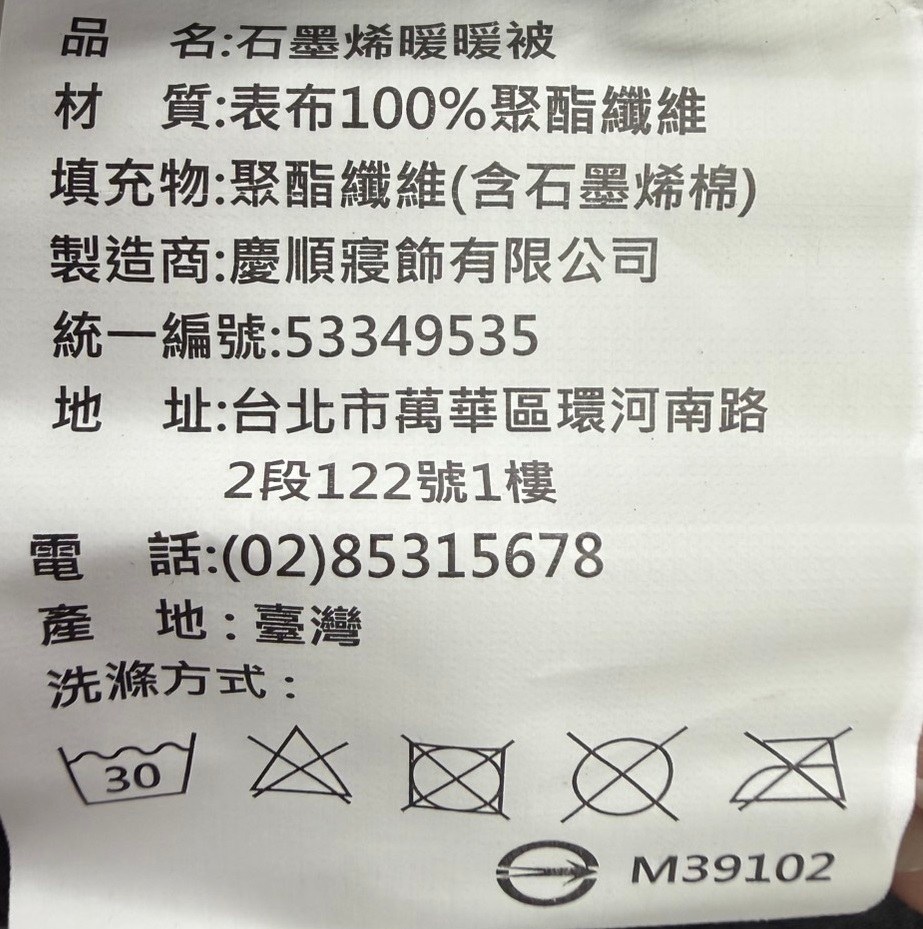 品　名:石墨烯暖暖被
材　質:表布100%聚酯纖維
填充物:聚酯纖維(含石墨烯棉)
製造商:慶順寢飾有限公司
統一編號:53349535
地　址:台北市萬華區環河南路
2段122號1樓
電　話:(02)85315678
產　地:臺灣
洗滌方式:
30
M39102